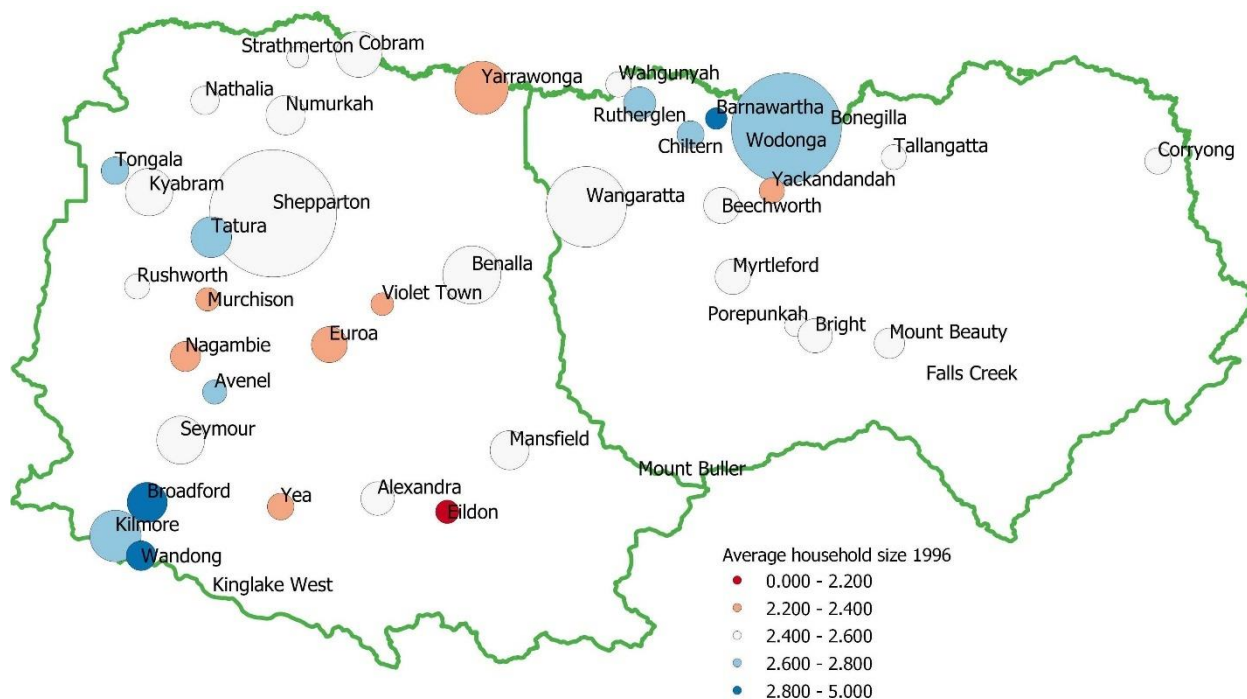 Strathmerton
Cobram
Yarrawonga
Wahgunyah
Nathalia
Numurkah
Rutherglen
Barnawartha
Bonegilla
Chiltern
Wodonga
Tallangatta
Corryong
Tongala
Kyabram
Shepparton
Wangaratta
Yackandandah
Beechworth
Tatura
Benalla
Rushworth
Murchison
Violet Town
Myrtleford
Nagambie
Euroa
Porepunkah
Bright
Mount Beauty
Falls Creek
Avenel
Seymour
Mansfield
Mount Buller
Broadford
Yea
Alexandra
Eildon
Kilmore
Wandong
Kinglake West
Average household size 1996
0.000 - 2.200
2.200 - 2.400
2.400 - 2.600
2.600 - 2.800
2.800 - 5.000